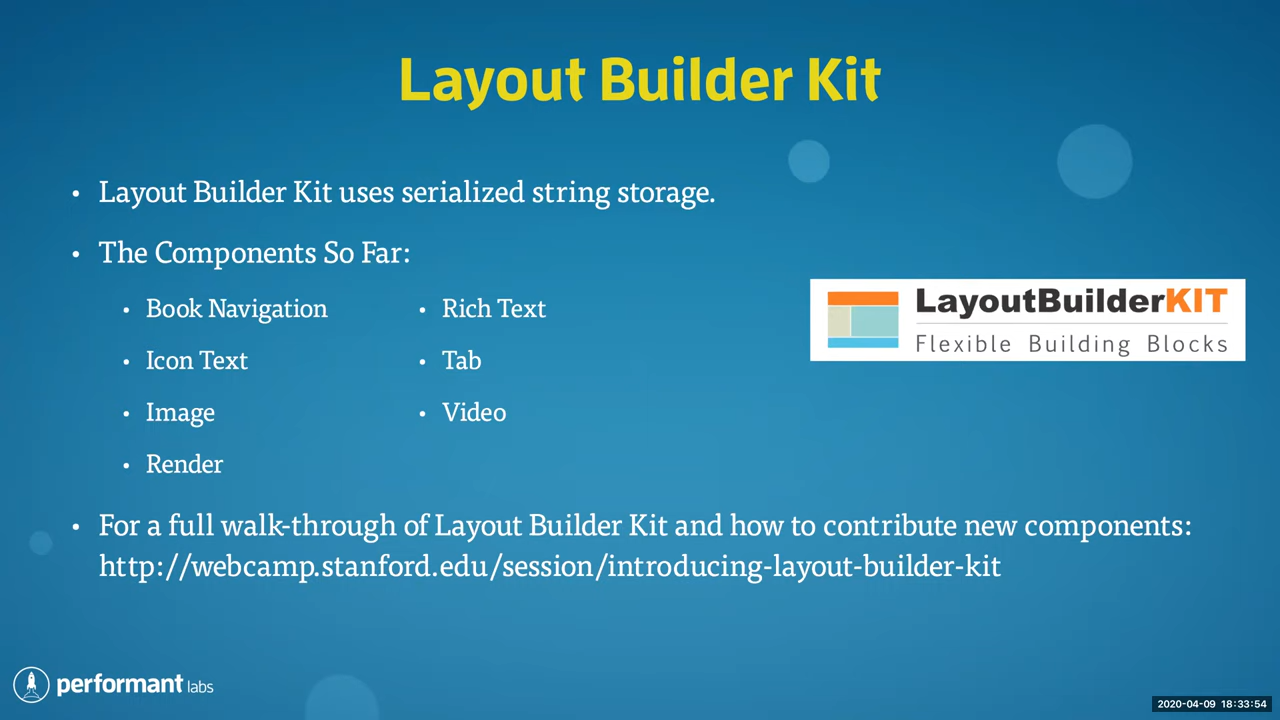 Layout Builder Kit
• Layout Builder Kit uses serialized string storage.
• The Components So Far:
• Book Navigation
• Icon Text
• Image
• Render
• Rich Text
• Tab
• Video
LayoutBuilderKIT
Flexible Building Blocks
• For a full walk-through of Layout Builder Kit and how to contribute new components:
http://webcamp.stanford.edu/session/introducing-layout-builder-kit
performant labs
2020-04-09 18:33:54